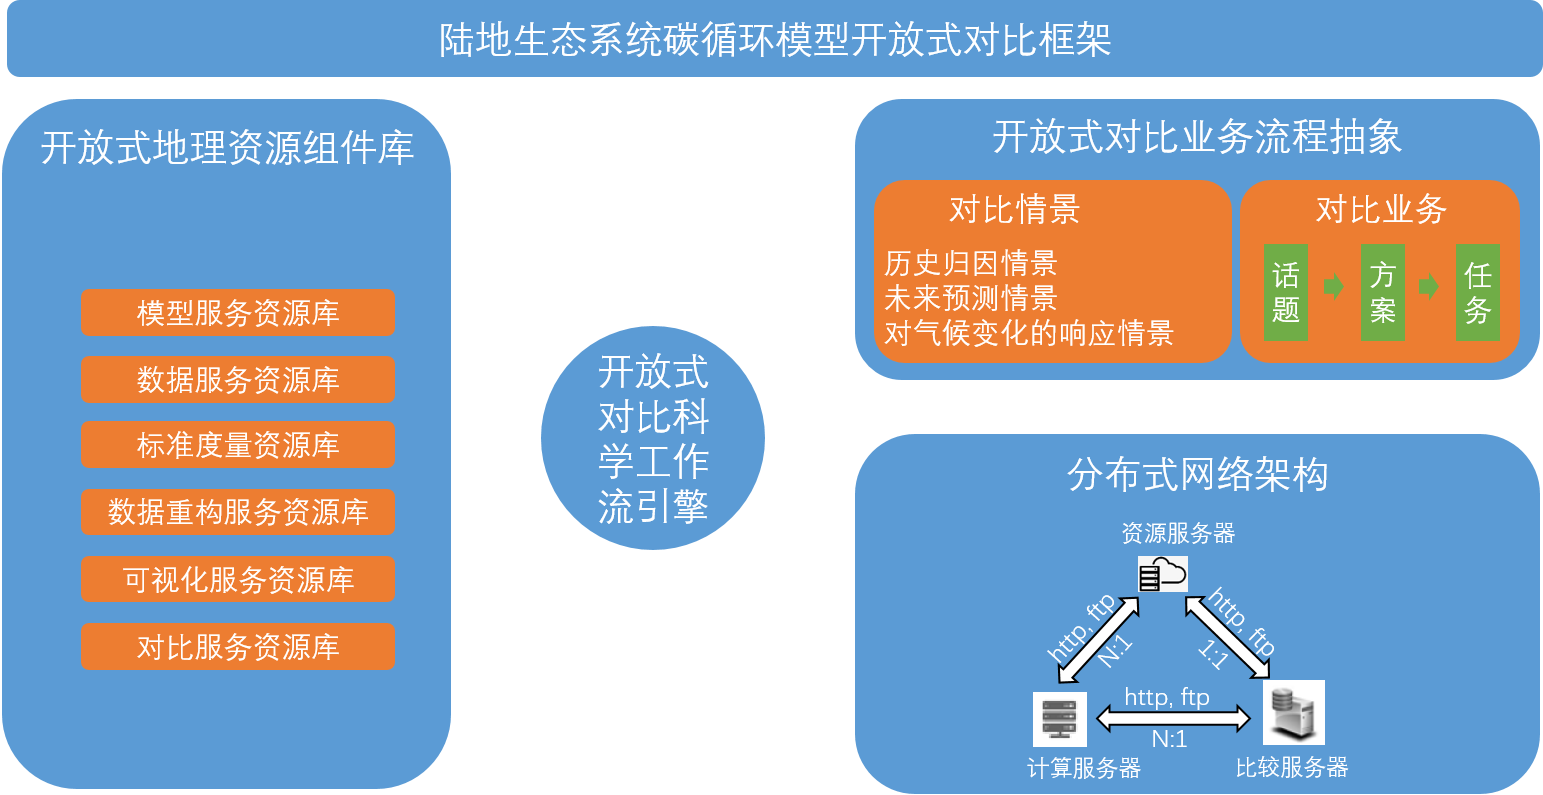 陆地生态系统碳循环模型开放式对比框架
开放式地理资源组件库
模型服务资源库
数据服务资源库
标准度量资源库
数据重构服务资源库
可视化服务资源库
对比服务资源库
开放式
对比科
学工作
流引擎
开放式对比业务流程抽象
对比情景
历史归因情景
未来预测情景
对气候变化的响应情景
对比业务
话
题
方
案
任
务
分布式网络架构
资源服务器
http, ftp
N:1
http, ftp
1:1
http, ftp
N:1
计算服务器
比较服务器